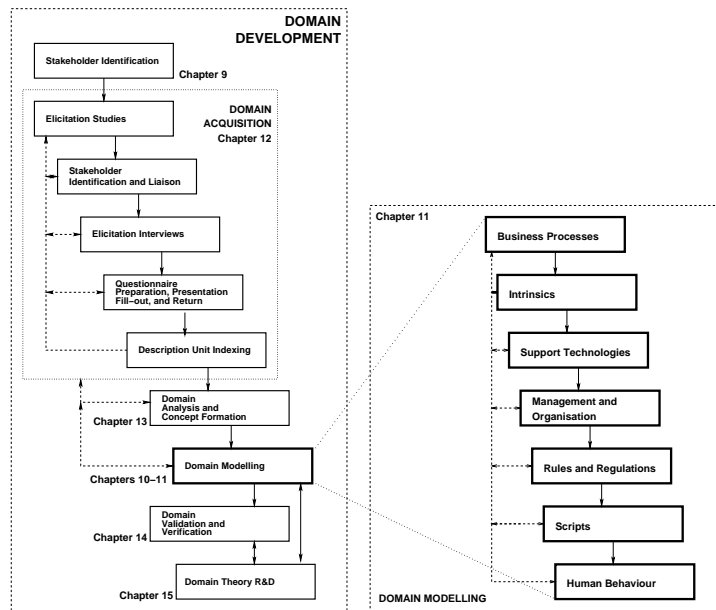 DOMAIN
DEVELOPMENT
Stakeholder Identification
Chapter 9
DOMAIN
ACQUISITION
Chapter 12
Elicitation Studies
Stakeholder
Identification and Liaison
Elicitation Interviews
Questionnaire
Preparation, Presentation
Fill−out, and Return
Description Unit Indexing
Domain
Analysis and
Concept Formation
Chapter 13
Domain Modelling
Chapters 10−11
Domain
Validation and
Verification
Chapter 14
Domain Theory R&D
Chapter 15
Chapter 11
Business Processes
Intrinsics
Support Technologies
Management and
Organisation
Rules and Regulations
Scripts
Human Behaviour
DOMAIN MODELLING